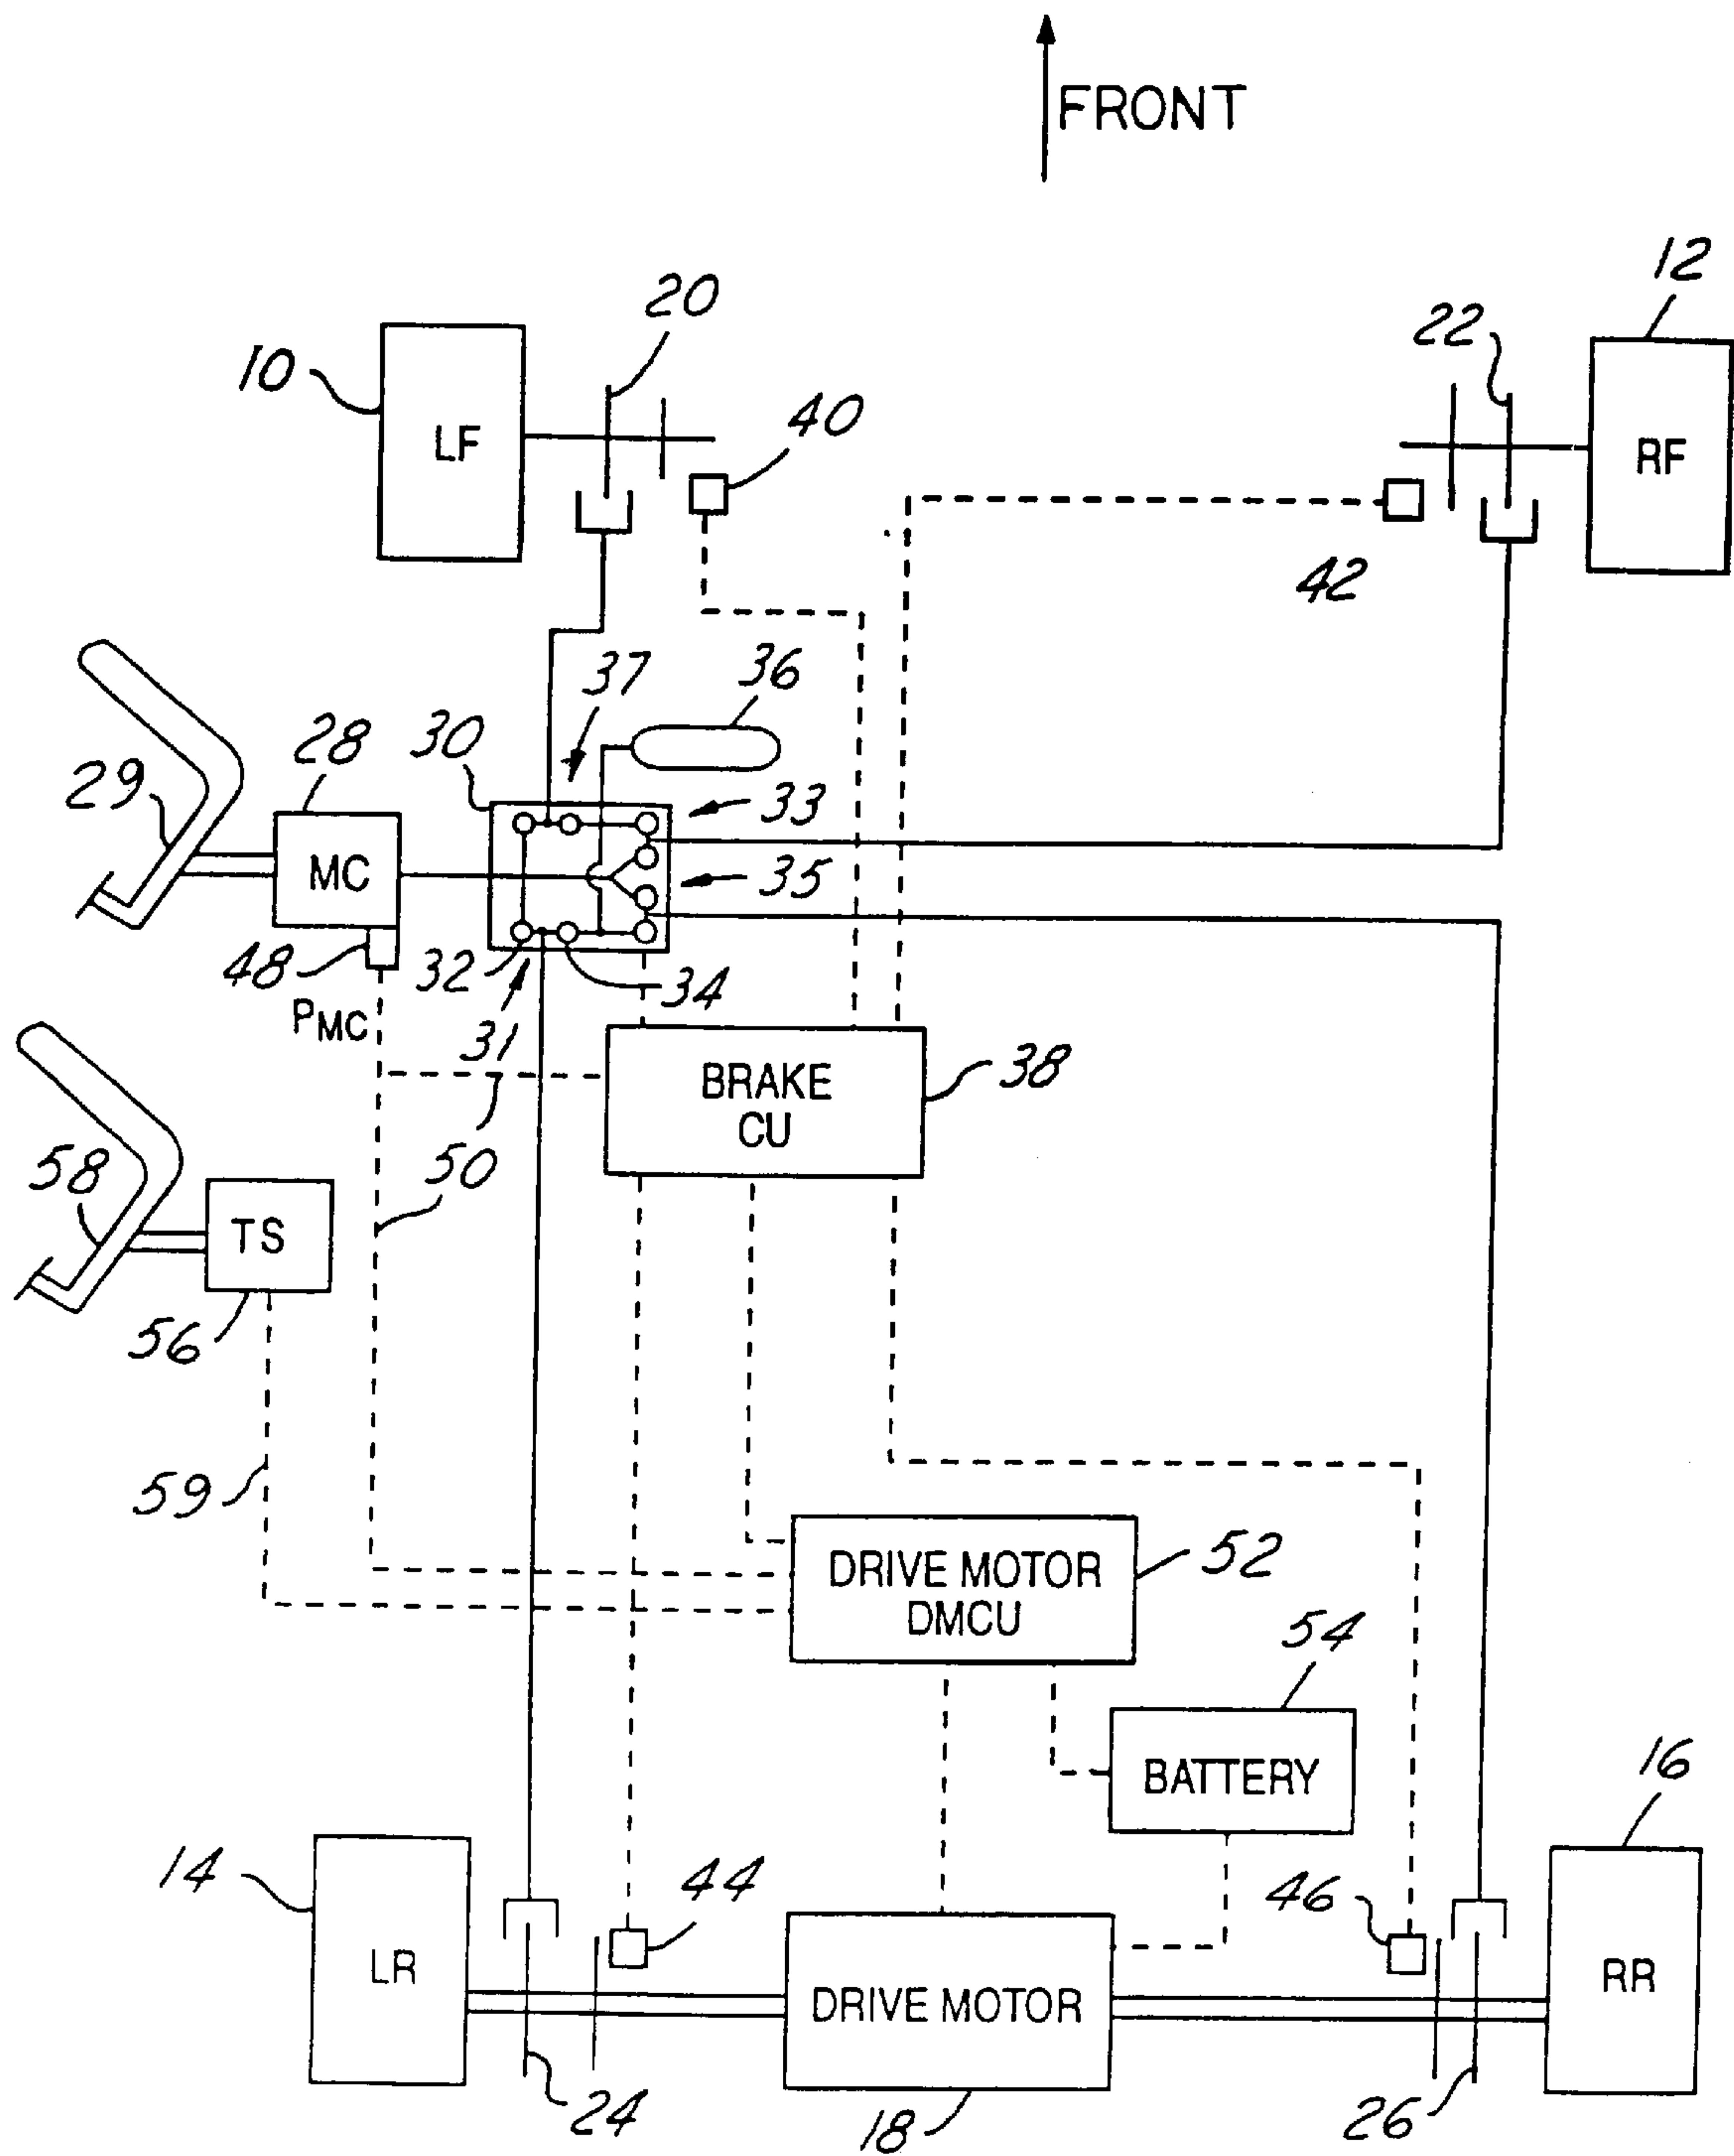 FRONT
12
20
22
10
40
LF
RF
42
37
36
28
30
29
33
MC
35
48
32
34
PMC
31
38
BRAKE
CU
50
58
TS
56
59
52
DRIVE MOTOR
DMCU
54
BATTERY
16
14
44
46
LR
RR
DRIVE MOTOR
24
18
26